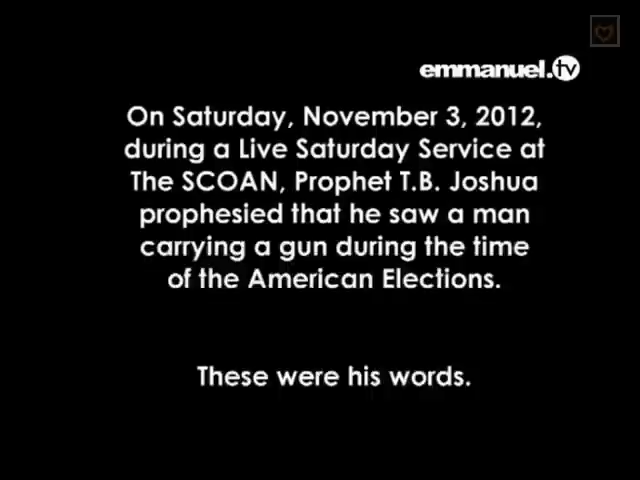 emmanuel.tv
On Saturday, November 3, 2012,
during a Live Saturday Service at
The SCOAN, Prophet T.B. Joshua
prophesied that he saw a man
carrying a gun during the time
of the American Elections.
These were his words.